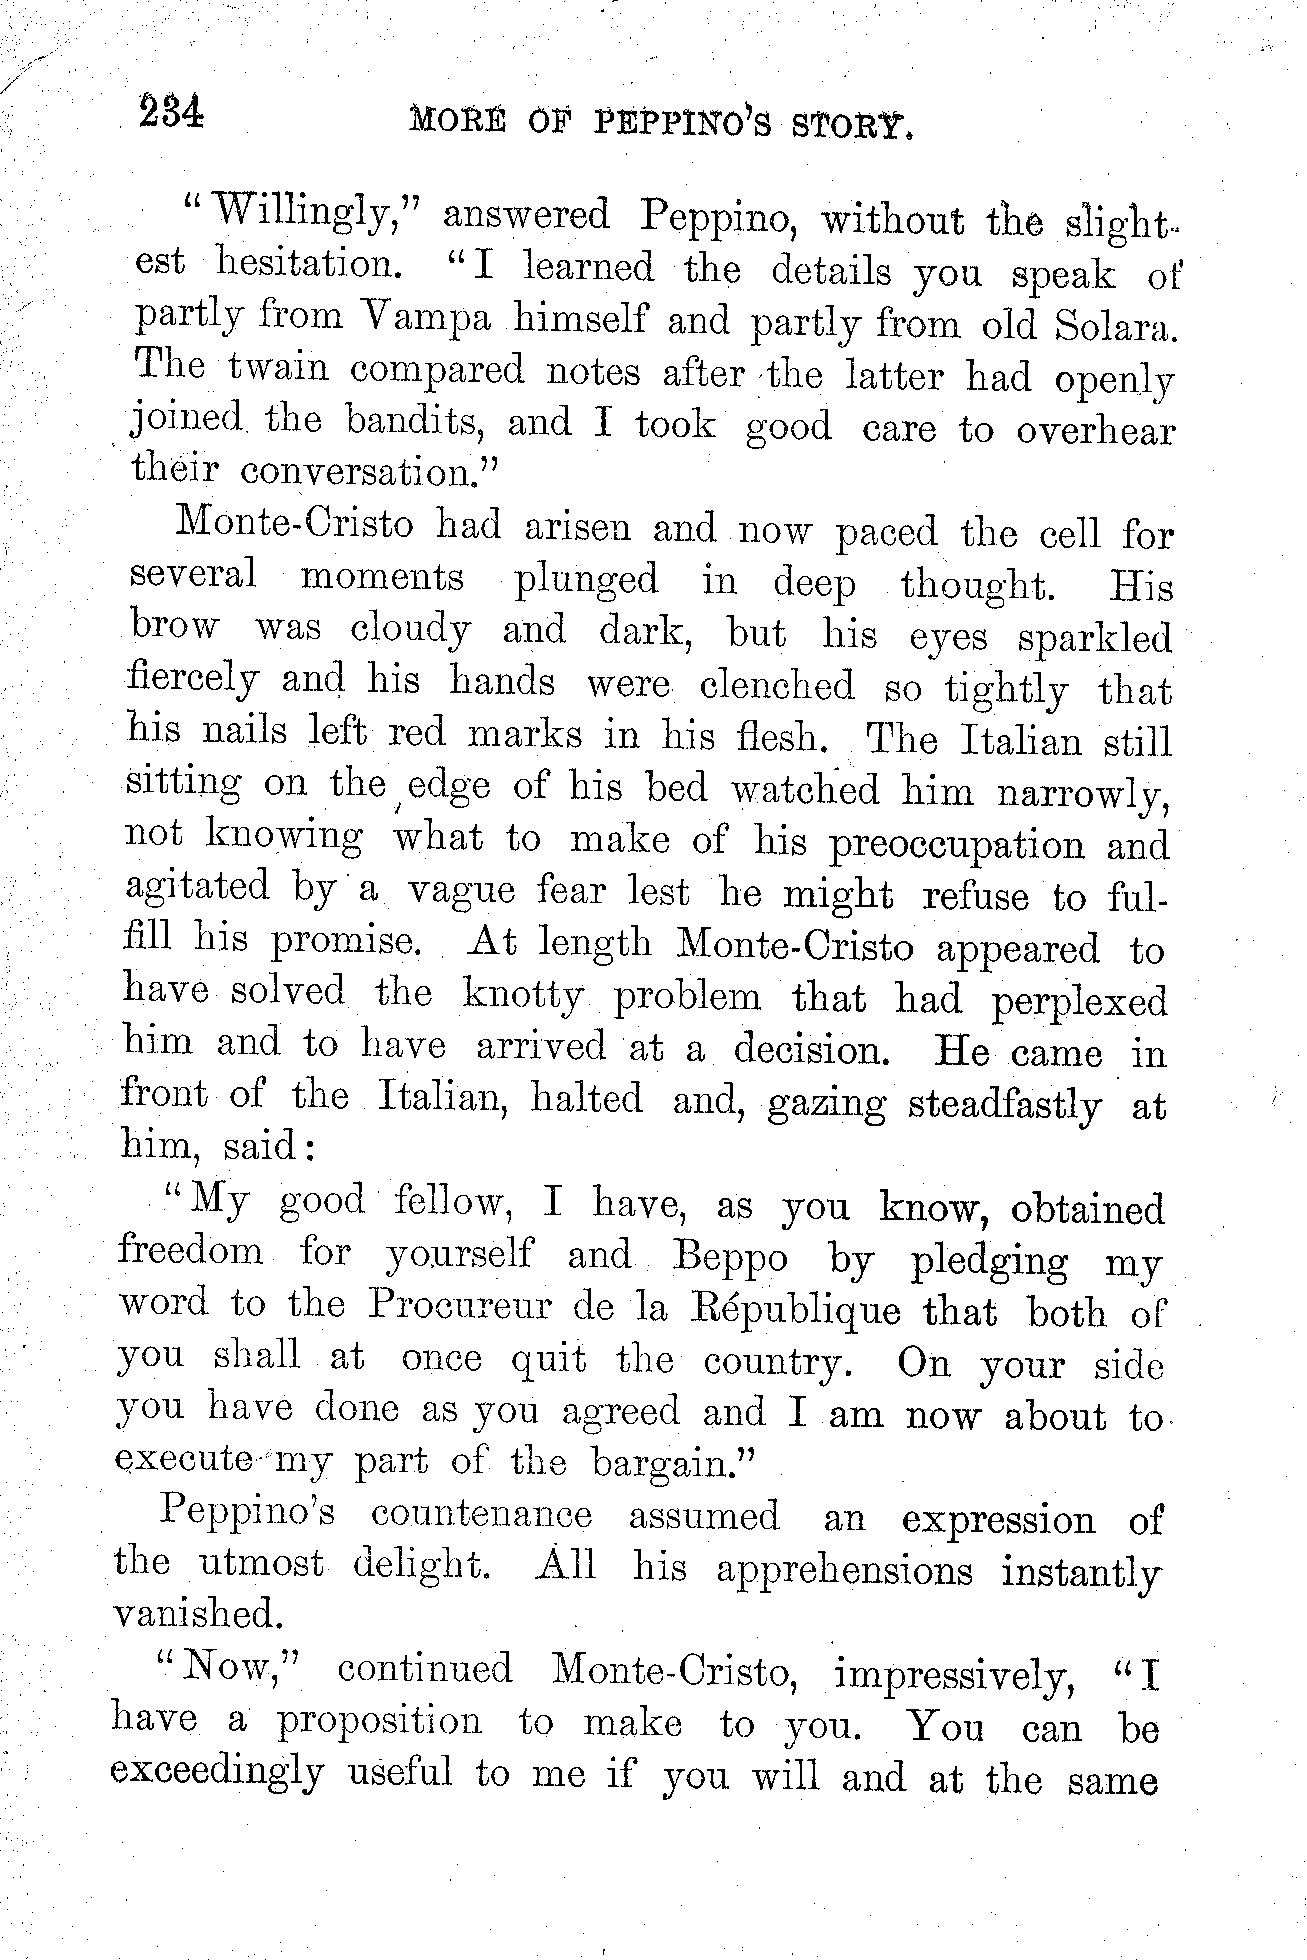 234 MORE OF PEPPINO'S STORY.
“Willingly,” answered Peppino, without the slight-
est hesitation. “I learned the details you speak of
partly from Vampa himself and partly from old Solara.
The twain compared notes after the latter had openly
joined the bandits, and I took good care to overhear
their conversation.”
Monte-Cristo had arisen and now paced the cell for
several moments plunged in deep thought. His
brow was cloudy and dark, but his eyes sparkled
fiercely and his hands were clenched so tightly that
his nails left red marks in his flesh. The Italian still
sitting on the edge of his bed watched him narrowly,
not knowing what to make of his preoccupation and
agitated by a vague fear lest he might refuse to ful-
fill his promise. At length Monte-Cristo appeared to
have solved the knotty problem that had perplexed
him and to have arrived at a decision. He came in
front of the Italian, halted and, gazing steadfastly at
him, said:
“My good fellow, I have, as you know, obtained
freedom for yourself and Beppo by pledging my
word to the Procureur de la République that both of
you shall at once quit the country. On your side
you have done as you agreed and I am now about to
execute my part of the bargain.”
Peppino's countenance assumed an expression of
the utmost delight. All his apprehensions instantly
vanished.
“Now,” continued Monte-Cristo, impressively, “I
have a proposition to make to you. You can be
exceedingly useful to me if you will and at the same